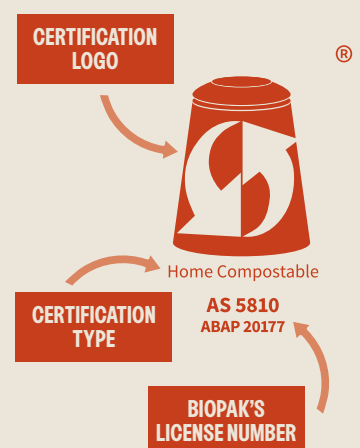 CERTIFICATION
LOGO
®
Home Compostable
AS 5810
ABAP 20177
CERTIFICATION
TYPE
BIOPAK'S
LICENSE NUMBER